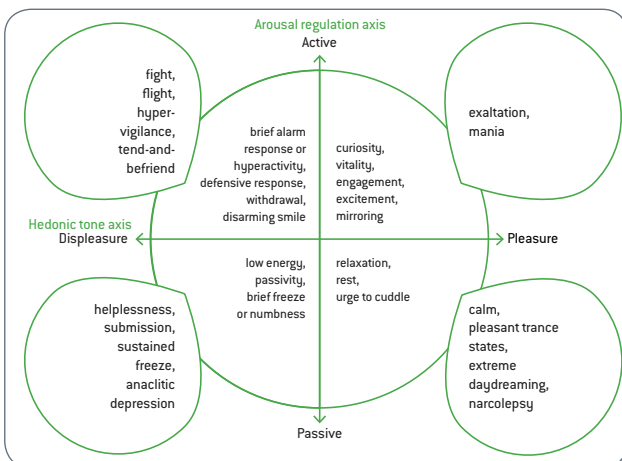 Arousal regulation axis
Active
fight,
flight,
hyper-
vigilance,
tend-and-
befriend
brief alarm
response or
hyperactivity,
defensive response,
withdrawal,
disarming smile
curiosity,
vitality,
engagement,
excitement,
mirroring
exaltation,
mania
Hedonic tone axis
Displeasure
Pleasure
helplessness,
submission,
sustained
freeze,
anaclitic
depression
low energy,
passivity,
brief freeze
or numbness
relaxation,
rest,
urge to cuddle
calm,
pleasant trance
states,
extreme
daydreaming,
narcolepsy
Passive